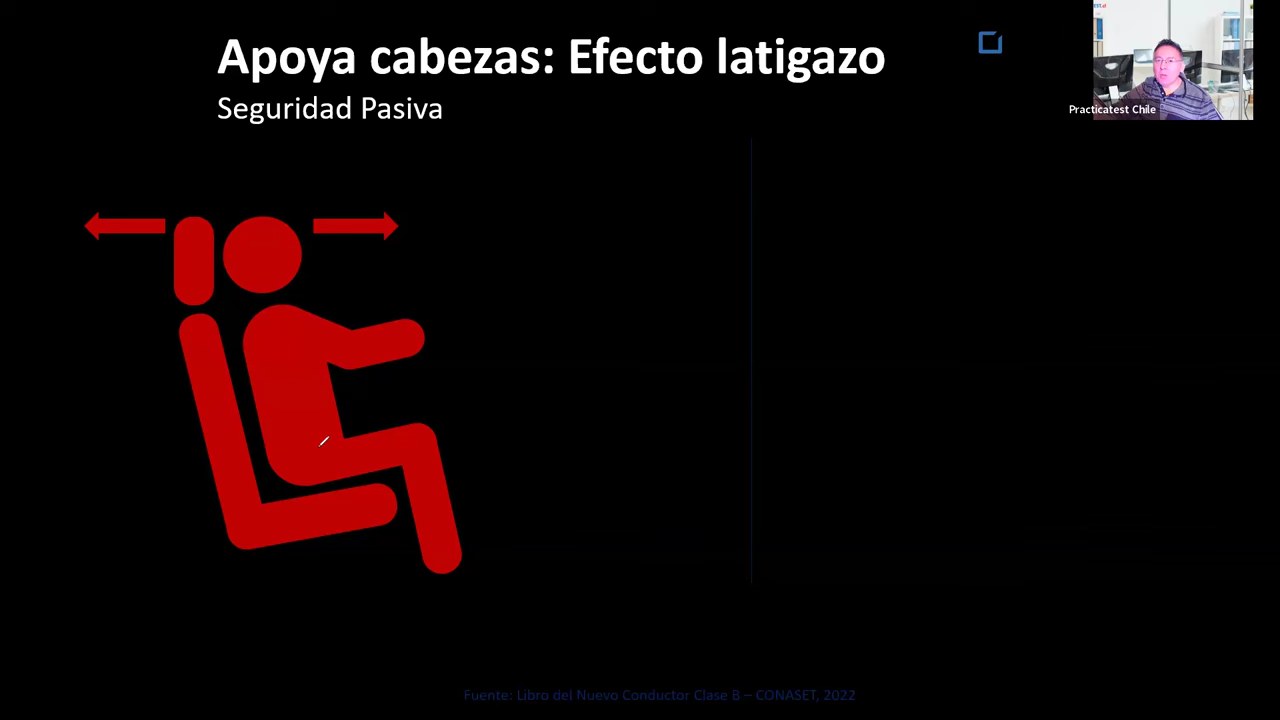 Apoya cabezas: Efecto latigazo
Seguridad Pasiva
Practicatest Chile
Fuente: Libro del Nuevo Conductor Clase B – CONASET, 2022